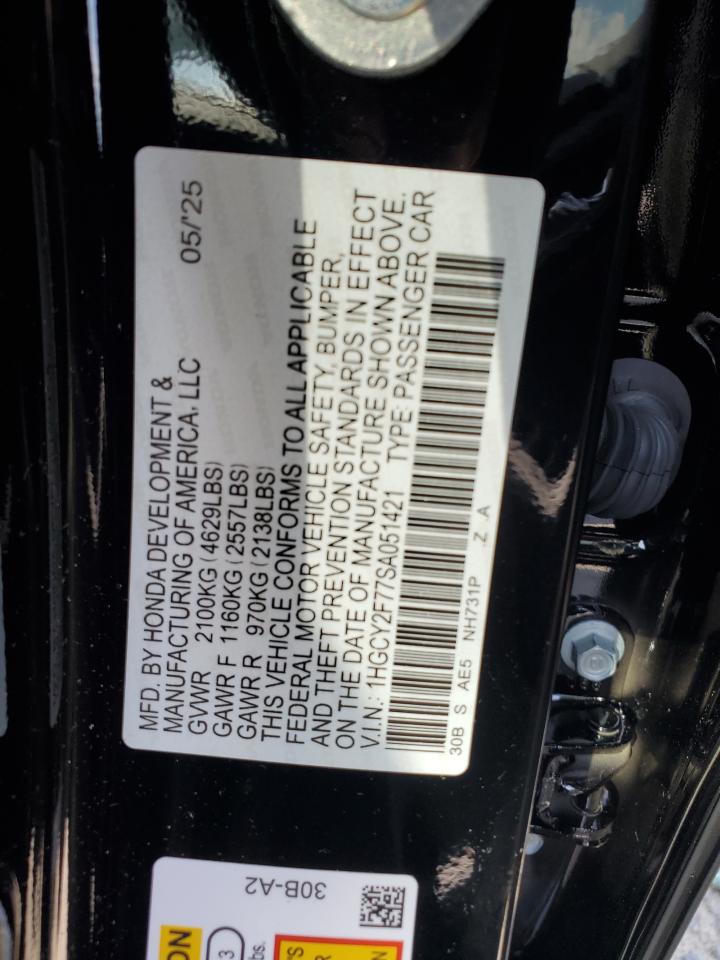 MFD. BY HONDA DEVELOPMENT &
MANUFACTURING OF AMERICA, LLC 05/'25
GVWR 2100KG (4629LBS)
GAWR F 1160KG (2557LBS)
GAWR R 970KG (2138LBS)
THIS VEHICLE CONFORMS TO ALL APPLICABLE
FEDERAL MOTOR VEHICLE SAFETY, BUMPER,
AND THEFT PREVENTION STANDARDS IN EFFECT
ON THE DATE OF MANUFACTURE SHOWN ABOVE.
V.I.N.: 1HGCY2F77SA051421 TYPE: PASSENGER CAR
30B S AE5 NH731P Z A
30B-A2